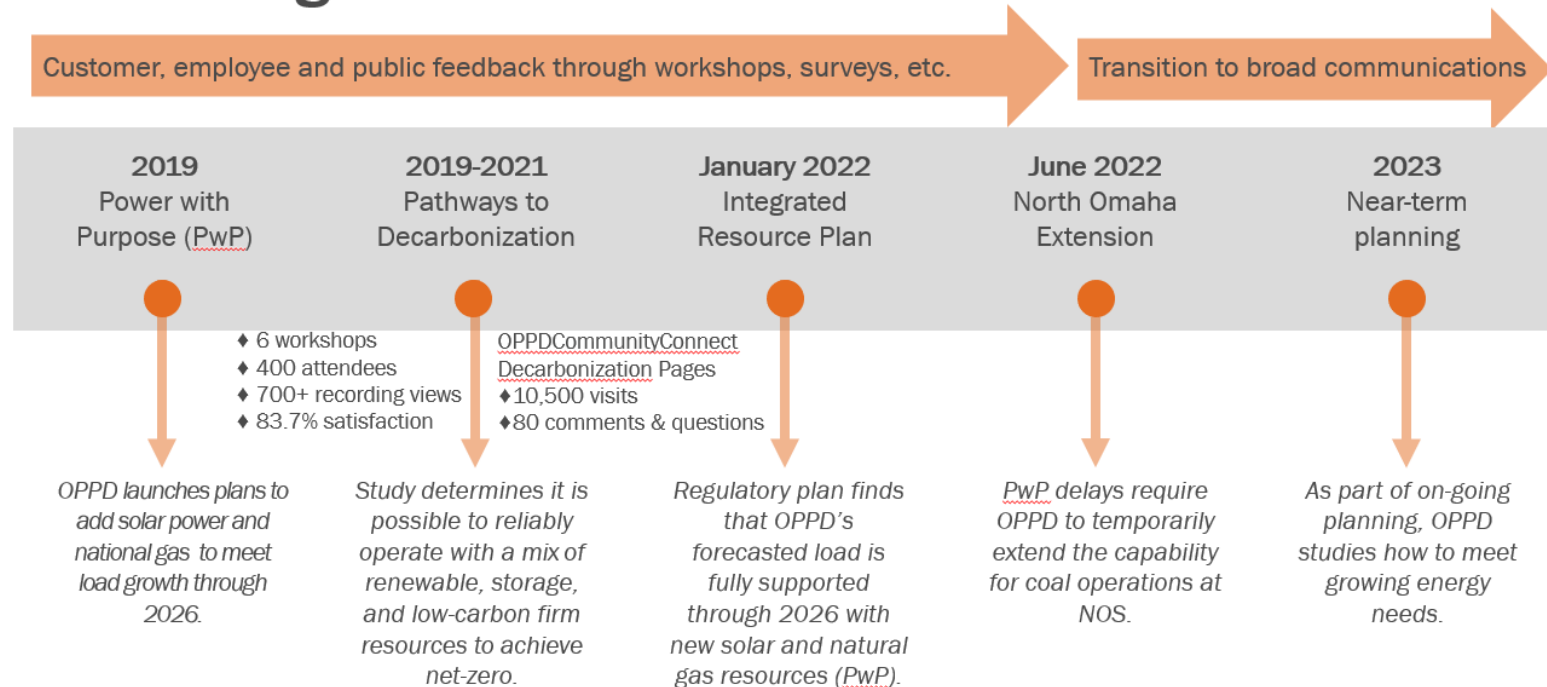 Customer, employee and public feedback through workshops, surveys, etc.
Transition to broad communications
2019
Power with
Purpose (PwP)
2019-2021
Pathways to
Decarbonization
January 2022
Integrated
Resource Plan
June 2022
North Omaha
Extension
2023
Near-term
planning
♦ 6 workshops
♦ 400 attendees
♦ 700+ recording views
♦ 83.7% satisfaction
OPPDCommunityConnect
Decarbonization Pages
♦10,500 visits
♦80 comments & questions
OPPD launches plans to
add solar power and
national gas to meet
load growth through
2026.
Study determines it is
possible to reliably
operate with a mix of
renewable, storage,
and low-carbon firm
resources to achieve
net-zero.
Regulatory plan finds
that OPPD's
forecasted load is
fully supported
through 2026 with
new solar and natural
gas resources (PwP).
PwP delays require
OPPD to temporarily
extend the capability
for coal operations at
NOS.
As part of on-going
planning, OPPD
studies how to meet
growing energy
needs.